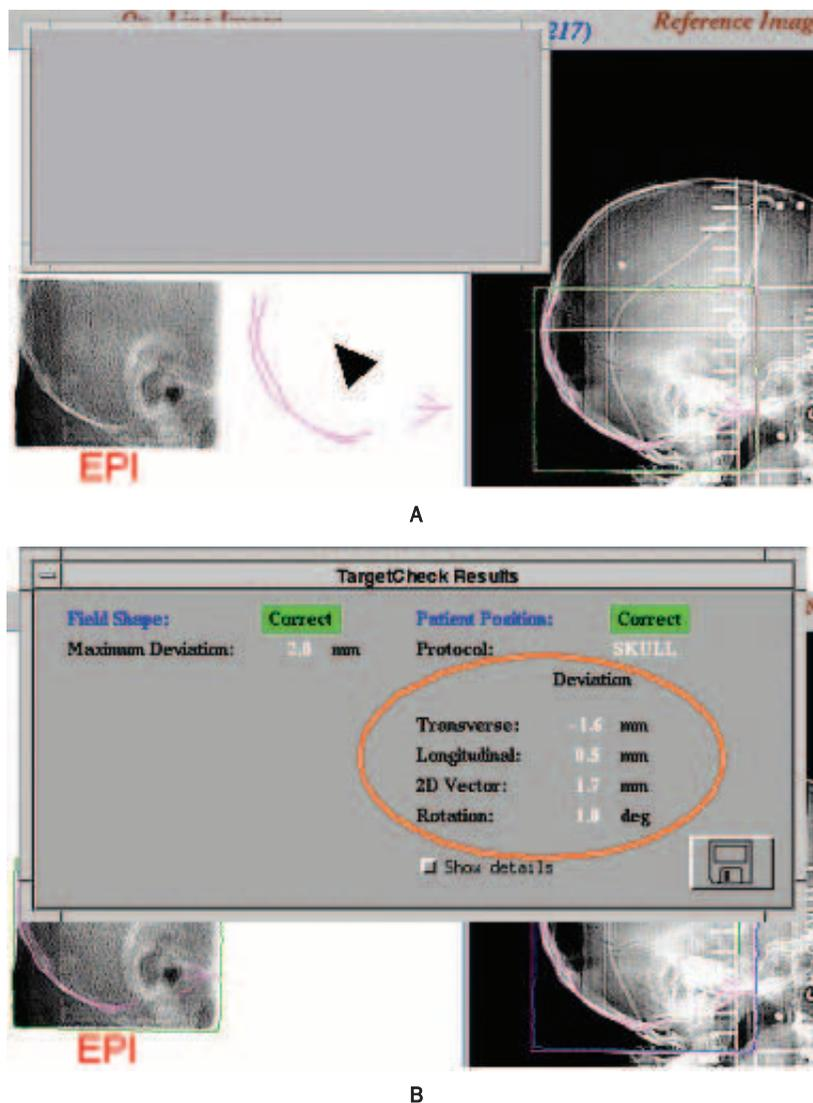 217) Reference Imag
EPI
A
TargetCheck Results
Field Shape: Correct Patient Position: Correct
Maximum Deviation: 2.0 mm Protocol: SKULL
Deviation
Transverse: -1.6 mm
Longitudinal: 0.5 mm
2D Vector: 1.7 mm
Rotation: 1.0 deg
Show details
EPI
B